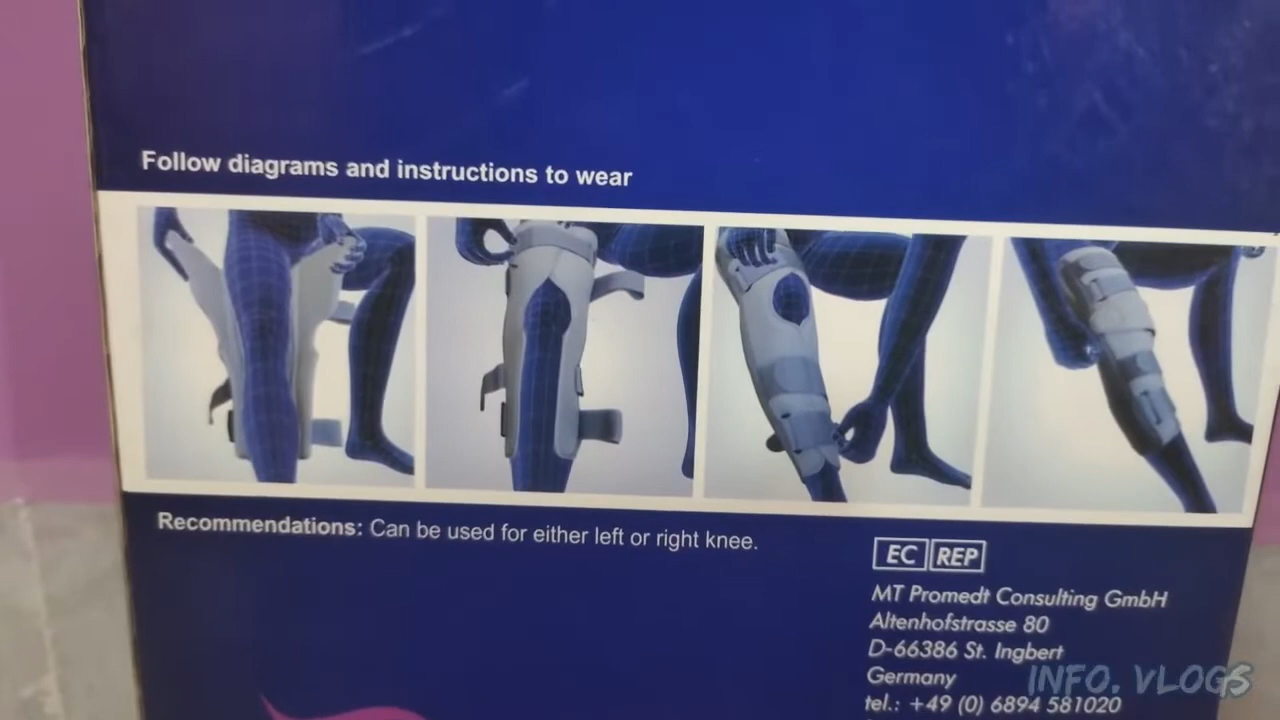 Follow diagrams and instructions to wear
Recommendations: Can be used for either left or right knee.
EC REP
MT Promedt Consulting GmbH
Altenhofstrasse 80
D-66386 St. Ingbert
Germany
tel.: +49 (0) 6894 581020
INFO. VLOGS